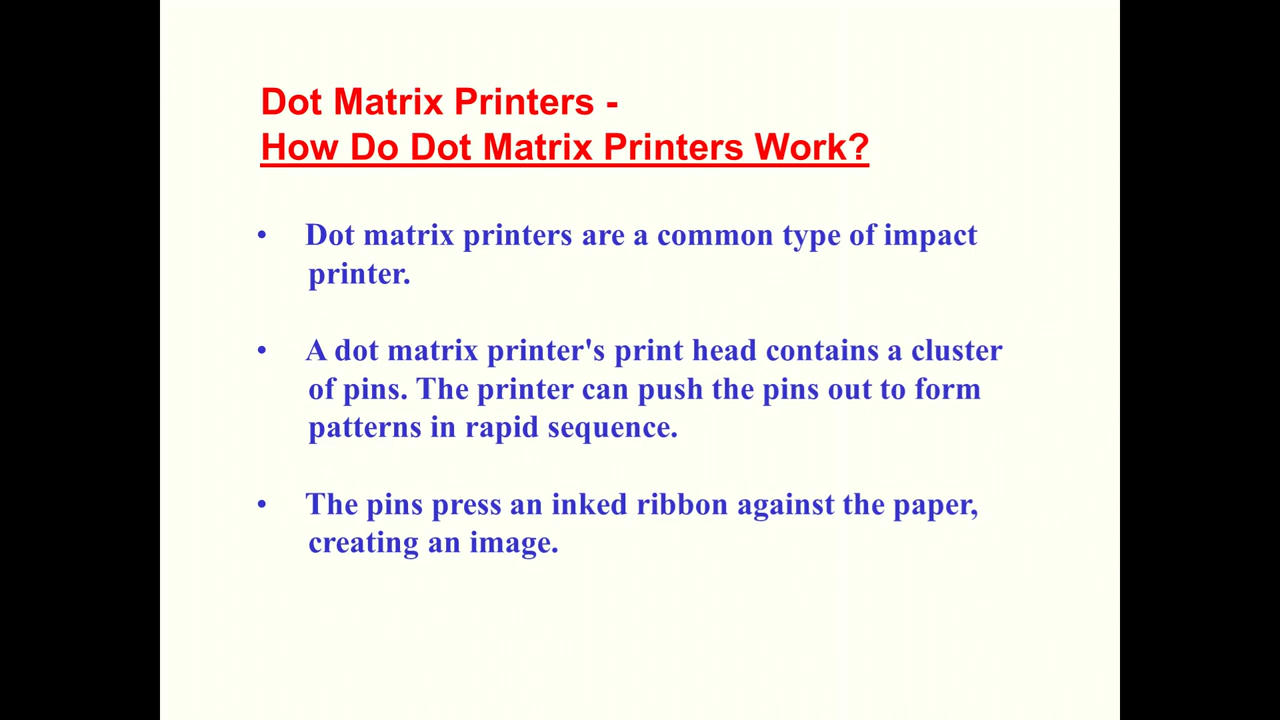 Dot Matrix Printers -
How Do Dot Matrix Printers Work?
• Dot matrix printers are a common type of impact
printer.
• A dot matrix printer's print head contains a cluster
of pins. The printer can push the pins out to form
patterns in rapid sequence.
• The pins press an inked ribbon against the paper,
creating an image.